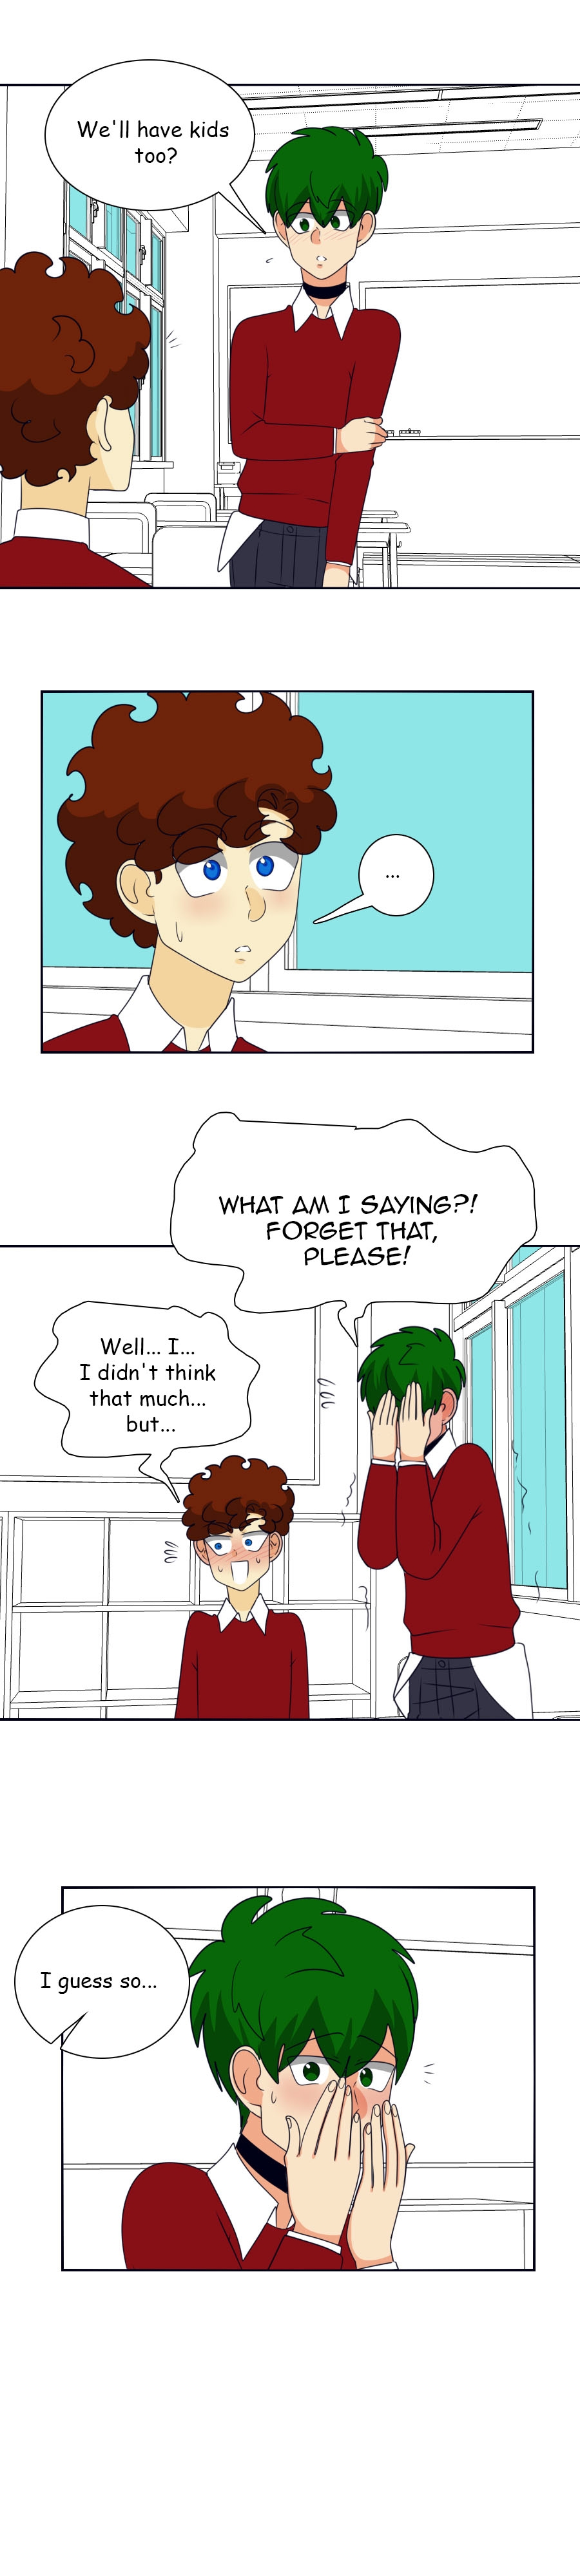 We'll have kids
too?
...
WHAT AM I SAYING?!
FORGET THAT,
PLEASE!
Well... I...
I didn't think
that much...
but...
I guess so...